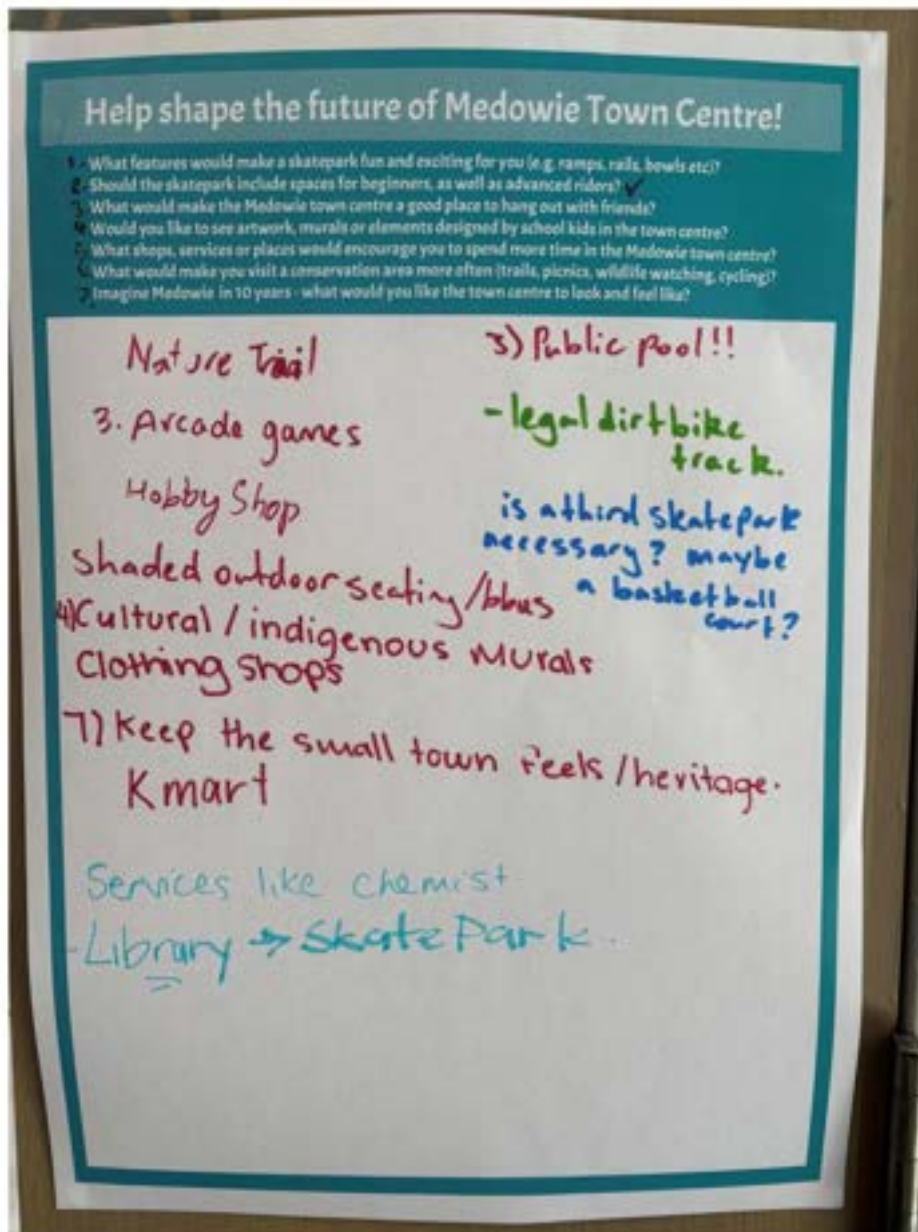 Help shape the future of Medowie Town Centre!
1- What features would make a skatepark fun and exciting for you (e.g. ramps, rails, bowls etc)?
2- Should the skatepark include spaces for beginners, as well as advanced riders? ✓
3- What would make the Medowie town centre a good place to hang out with friends?
4 Would you like to see artwork, murals or elements designed by school kids in the town centre?
5- What shops, services or places would encourage you to spend more time in the Medowie town centre?
6 What would make you visit a conservation area more often (trails, picnics, wildlife watching, cycling)?
7 Imagine Medowie in 10 years - what would you like the town centre to look and feel like?
Nature Trail
3. Arcade games
Hobby Shop
Shaded outdoor seating/bbus
4) Cultural / indigenous Murals
Clothing shops
7) Keep the small town feels / heritage.
Kmart
Services like chemist
- Library → Skate Park
3) Public pool!!
- legal dirt bike
track.
is a third skatepark
necessary? maybe
a basketball
court?